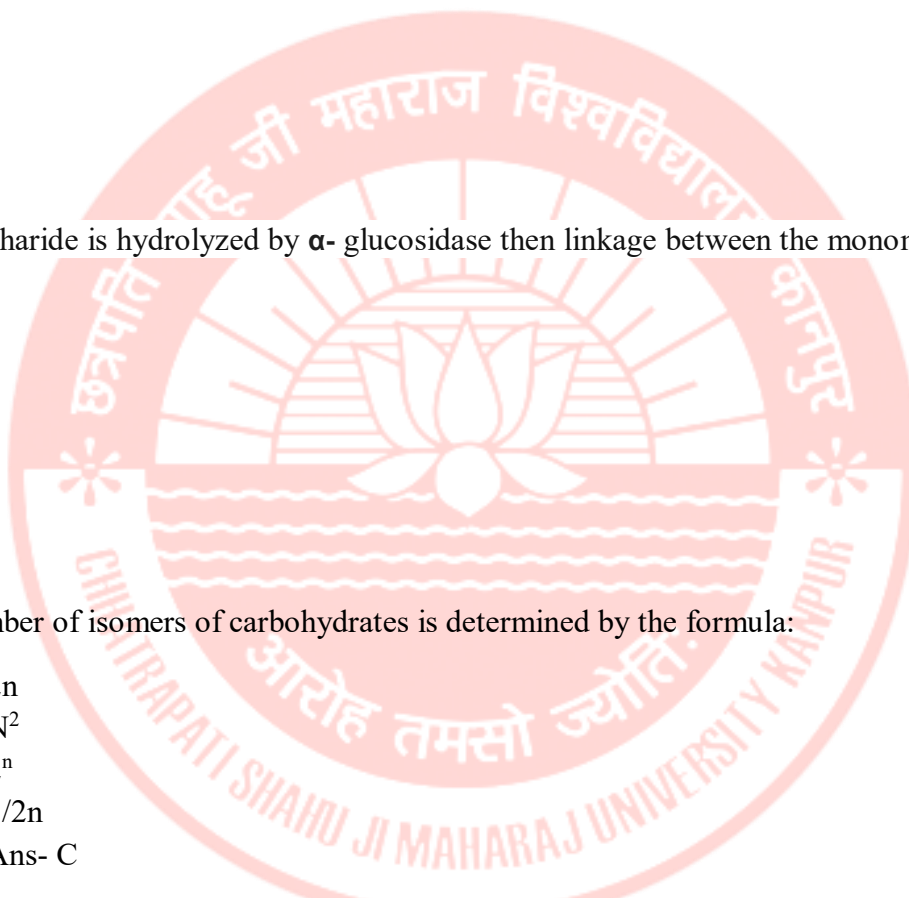 छत्रपति शाहू जी महाराज विश्वविद्यालय कानपुर
haride is hydrolyzed by α- glucosidase then linkage between the monor
ber of isomers of carbohydrates is determined by the formula:
n
N²
ⁿ
/2n
Ans- C
आरोह तमसो ज्योतिः
CHHATRAPATI SHAHU JI MAHARAJ UNIVERSITY KANPUR